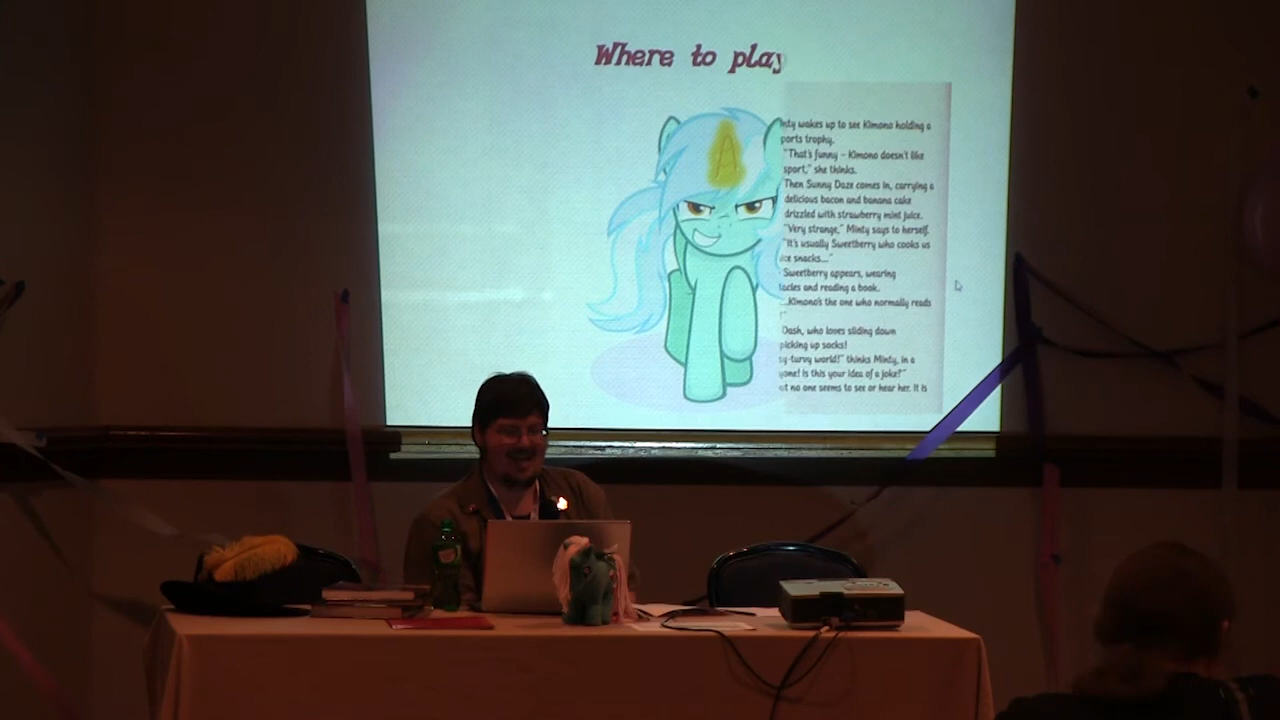 Where to play
nty wakes up to see Kimono holding a
ports trophy.
"That's funny – Kimono doesn't like
sport," she thinks.
Then Sunny Daze comes in, carrying a
delicious bacon and banana cake
drizzled with strawberry mint juice.
"Very strange," Minty says to herself.
"It's usually Sweetberry who cooks us
ce snacks..."
Sweetberry appears, wearing
acles and reading a book.
...Kimono's the one who normally reads
!"
Dash, who loves sliding down
picking up socks!
sy-turvy world!" thinks Minty, in a
yone! Is this your idea of a joke?"
t no one seems to see or hear her. It is